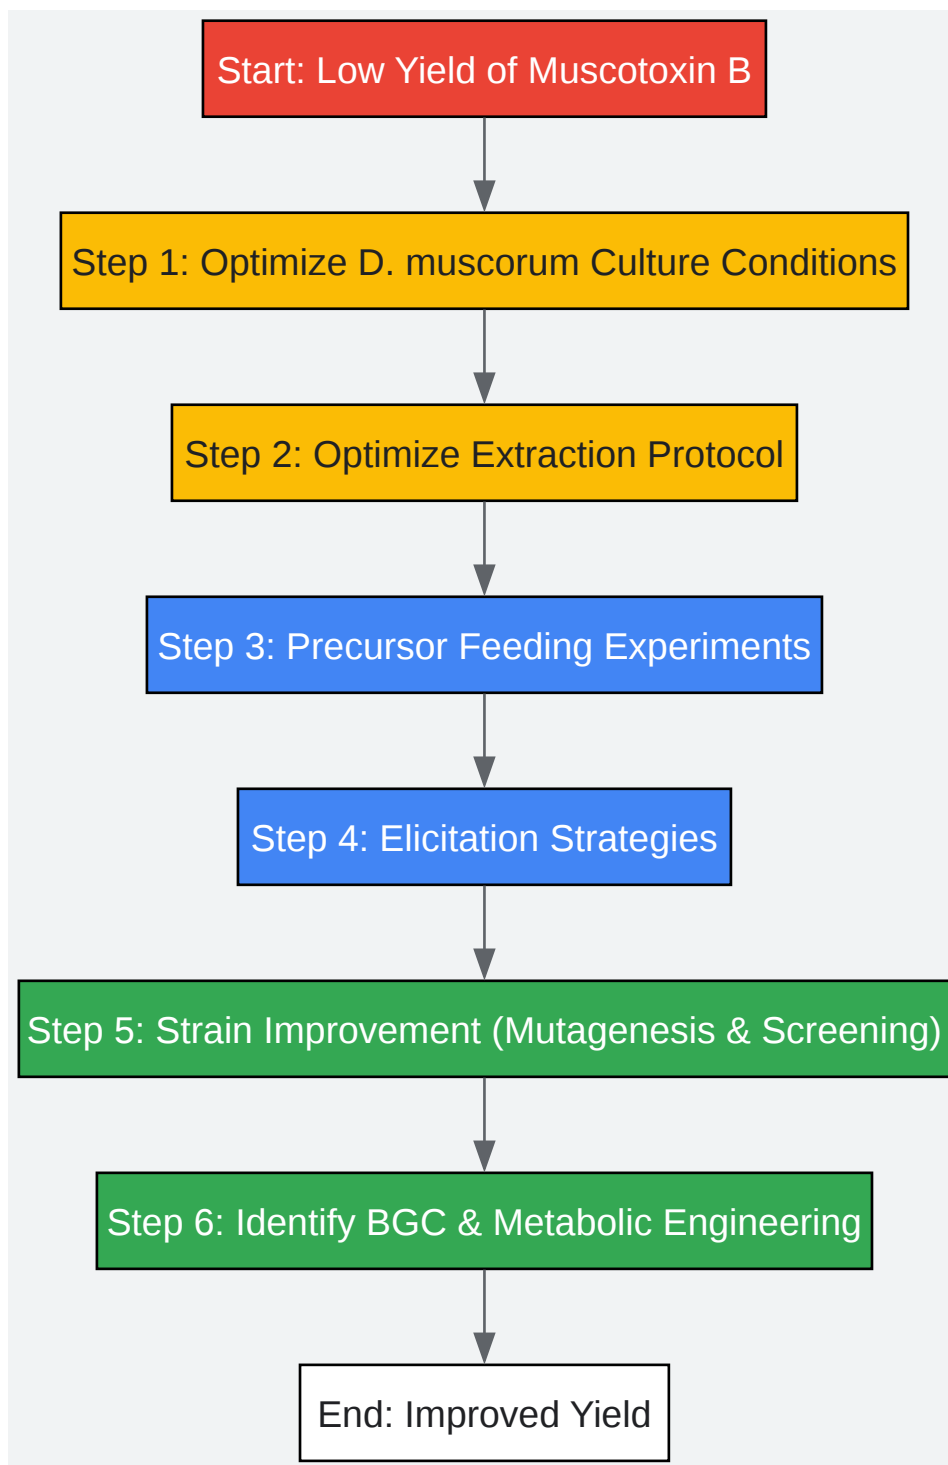 Start: Low Yield of Muscotoxin B
Step 1: Optimize D. muscorum Culture Conditions
Step 2: Optimize Extraction Protocol
Step 3: Precursor Feeding Experiments
Step 4: Elicitation Strategies
Step 5: Strain Improvement (Mutagenesis & Screening)
Step 6: Identify BGC & Metabolic Engineering
End: Improved Yield